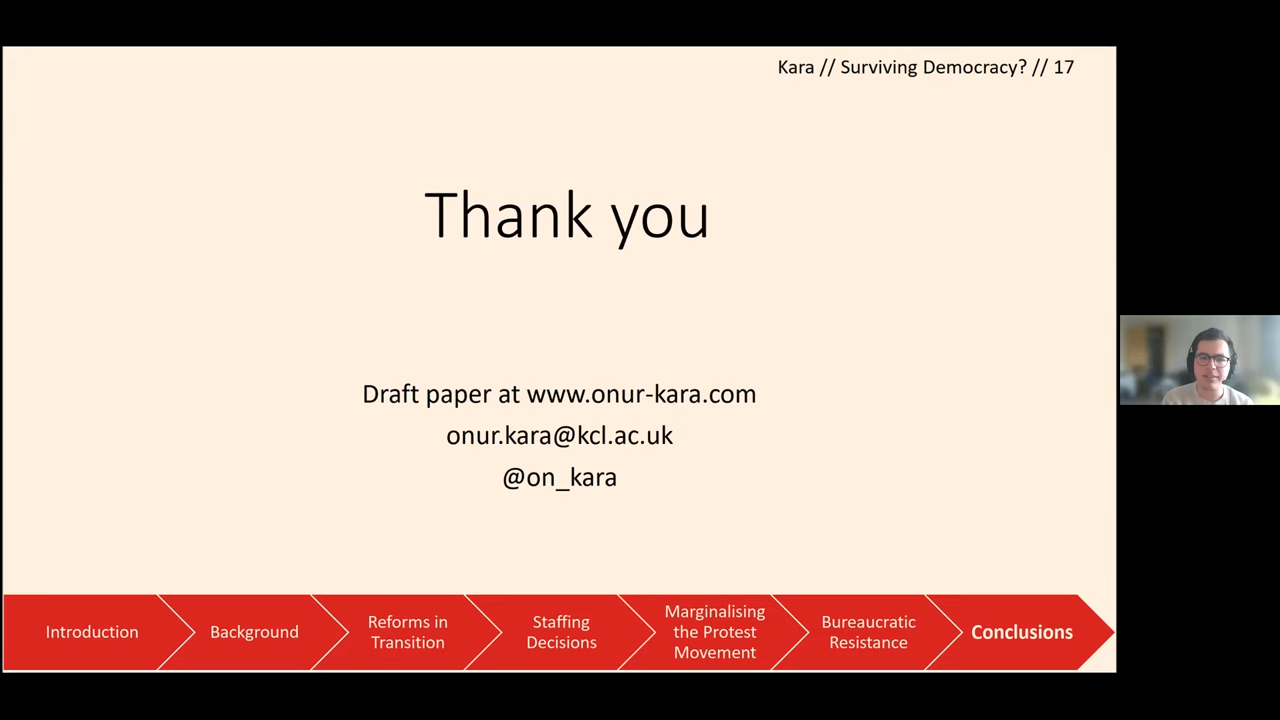 Kara // Surviving Democracy? // 17
Thank you
Draft paper at www.onur-kara.com
onur.kara@kcl.ac.uk
@on_kara
Introduction
Background
Reforms in
Transition
Staffing
Decisions
Marginalising
the Protest
Movement
Bureaucratic
Resistance
Conclusions